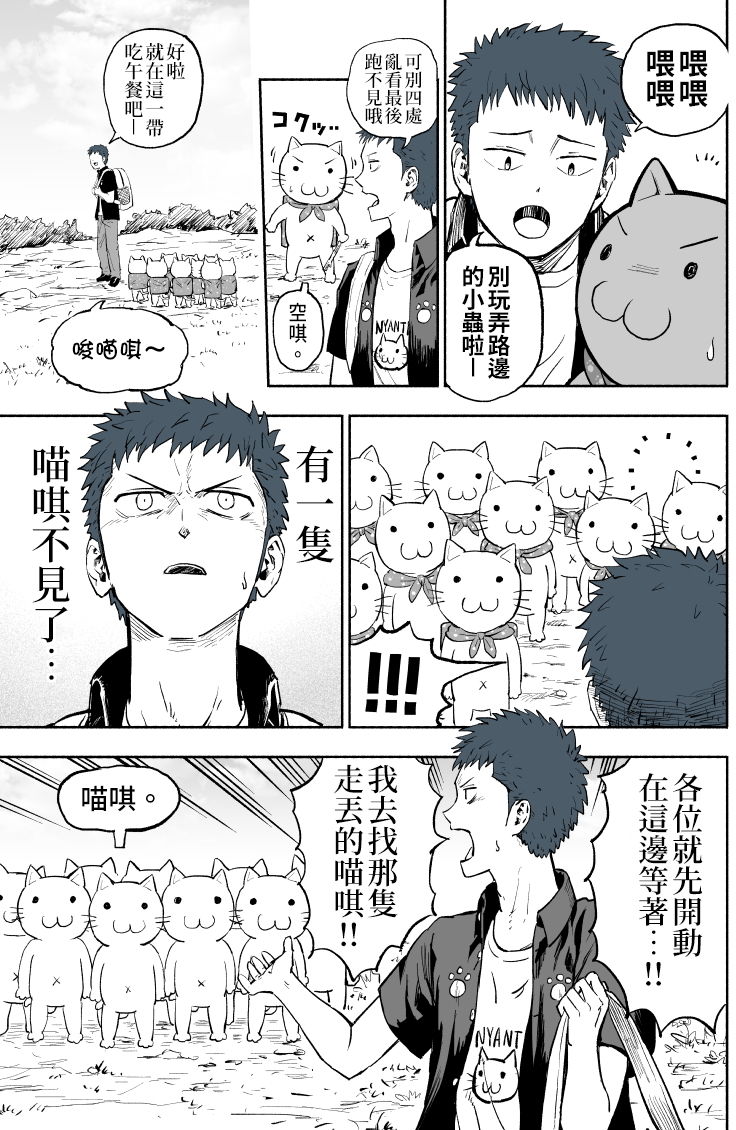 喂喂
喂喂
別玩弄路邊
的小蟲啦—
可別四處
亂看最後
跑不見哦
コクッ‥
空唭。
NYANT
好啦
就在這一帶
吃午餐吧—
唆喵唭～
!!!
有一隻
喵唭不見了…
各位就先開動
在這邊等著…!!
我去找那隻
走丟的喵唭!!
喵唭。
NYANT